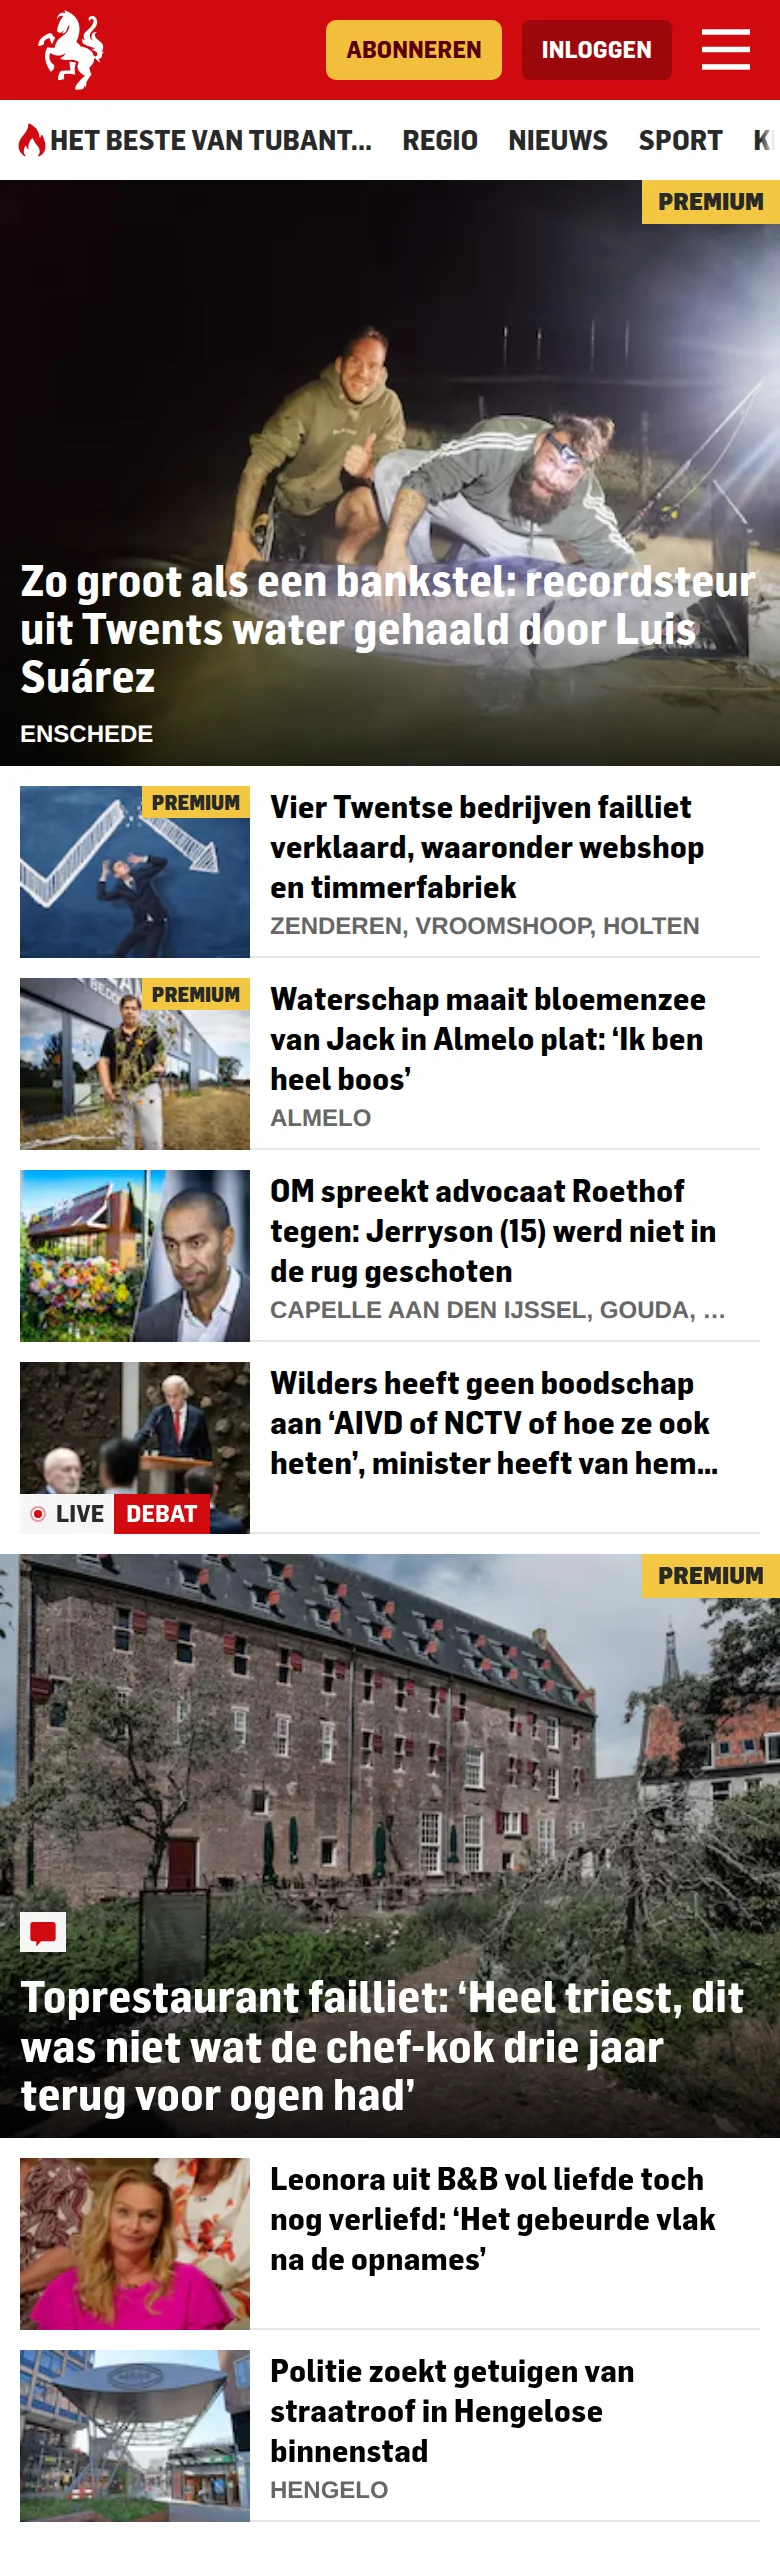 ABONNEREN
INLOGGEN
HET BESTE VAN TUBANT...
REGIO
NIEUWS
SPORT
PREMIUM
Zo groot als een bankstel: recordsteur
uit Twents water gehaald door Luis
Suárez
ENSCHEDE
PREMIUM
Vier Twentse bedrijven failliet
verklaard, waaronder webshop
en timmerfabriek
ZENDEREN, VROOMSHOOP, HOLTEN
PREMIUM
Waterschap maait bloemenzee
van Jack in Almelo plat: ‘Ik ben
heel boos’
ALMELO
OM spreekt advocaat Roethof
tegen: Jerryson (15) werd niet in
de rug geschoten
CAPELLE AAN DEN IJSSEL, GOUDA, ...
Wilders heeft geen boodschap
aan ‘AIVD of NCTV of hoe ze ook
heten’, minister heeft van hem...
LIVE
DEBAT
PREMIUM
Toprestaurant failliet: ‘Heel triest, dit
was niet wat de chef-kok drie jaar
terug voor ogen had’
Leonora uit B&B vol liefde toch
nog verliefd: ‘Het gebeurde vlak
na de opnames’
Politie zoekt getuigen van
straatroof in Hengelose
binnenstad
HENGELO